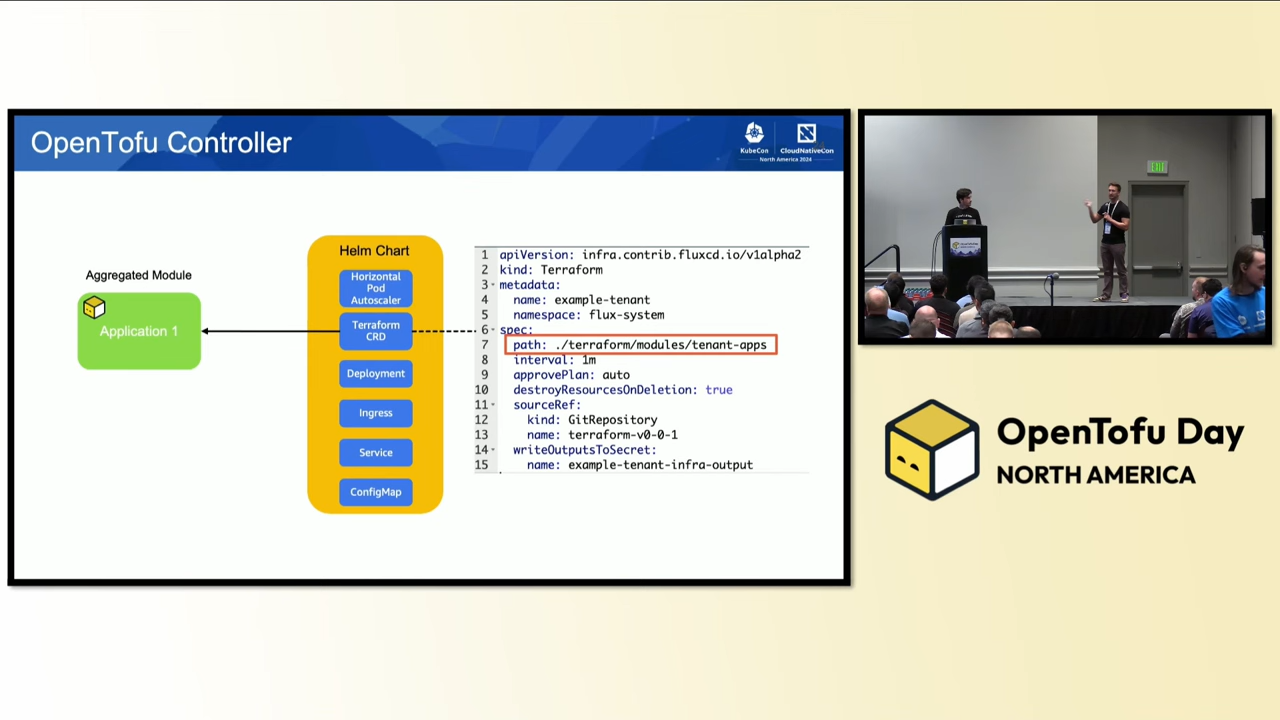 OpenTofu Controller
KubeCon
CloudNativeCon
North America 2024
Aggregated Module
Application 1
Helm Chart
Horizontal
Pod
Autoscaler
Terraform
CRD
Deployment
Ingress
Service
ConfigMap
1 apiVersion: infra.contrib.fluxcd.io/v1alpha2
2 kind: Terraform
3 metadata:
4 name: example-tenant
5 namespace: flux-system
6 spec:
7 path: ./terraform/modules/tenant-apps
8 interval: 1m
9 approvePlan: auto
10 destroyResourcesOnDeletion: true
11 sourceRef:
12 kind: GitRepository
13 name: terraform-v0-0-1
14 writeOutputsToSecret:
15 name: example-tenant-infra-output
EXIT
OpenTofu Day
NORTH AMERICA